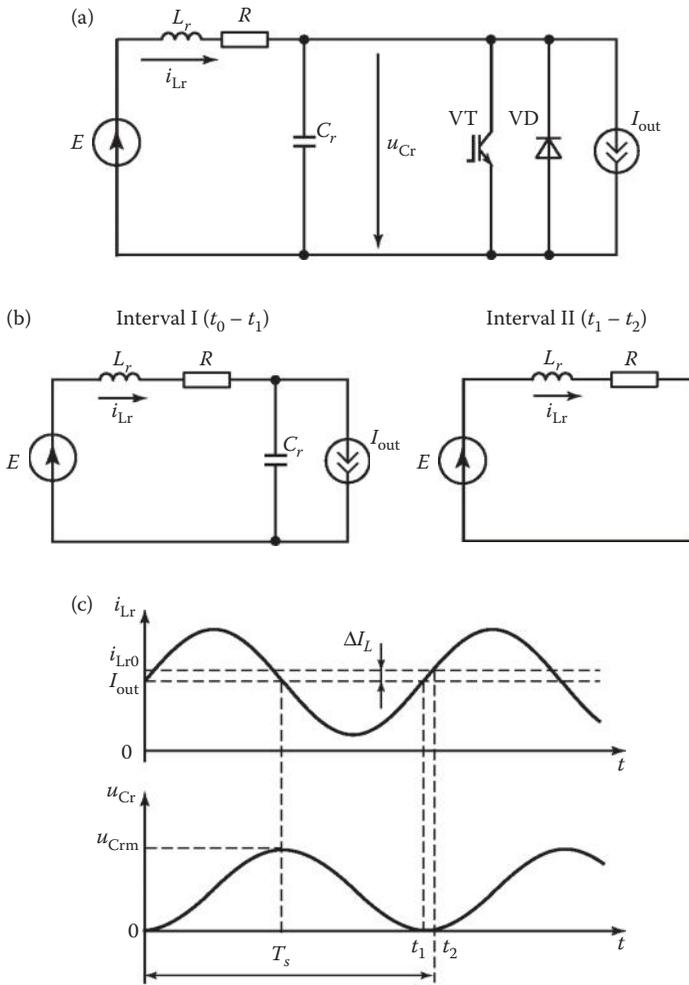 (a)
L_r R
i_Lr
E
C_r
u_Cr
VT VD I_out
(b)
Interval I (t_0 – t_1) Interval II (t_1 – t_2)
L_r R
i_Lr
E
C_r
I_out
L_r R
i_Lr
E
(c)
i_Lr
i_Lr0
I_out
ΔI_L
0
t
u_Cr
u_Crm
0
T_s
t_1 t_2
t